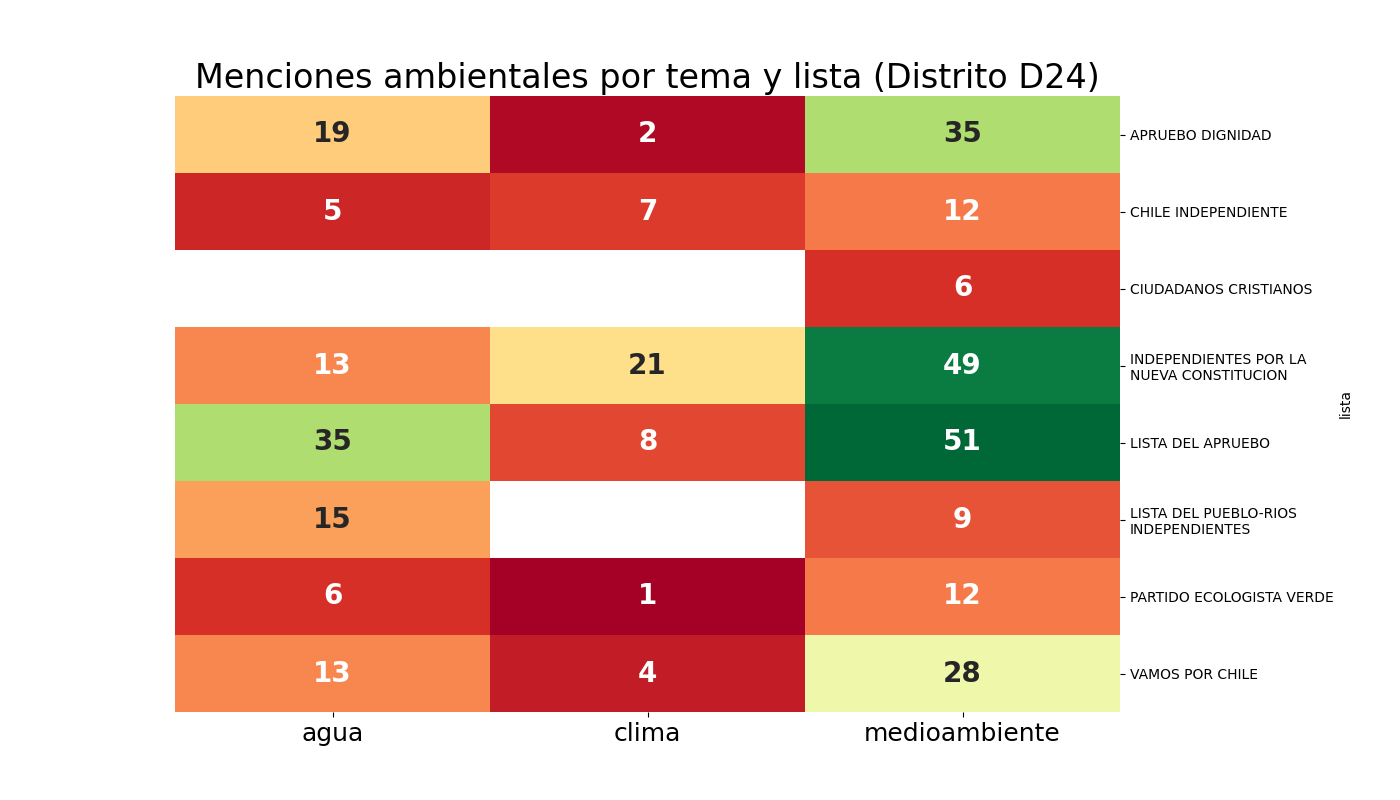 Menciones ambientales por tema y lista (Distrito D24)
19 2 35 APRUEBO DIGNIDAD
5 7 12 CHILE INDEPENDIENTE
6 CIUDADANOS CRISTIANOS
13 21 49 INDEPENDIENTES POR LA
NUEVA CONSTITUCION
lista
35 8 51 LISTA DEL APRUEBO
15 9 LISTA DEL PUEBLO-RIOS
INDEPENDIENTES
6 1 12 PARTIDO ECOLOGISTA VERDE
13 4 28 VAMOS POR CHILE
agua clima medioambiente